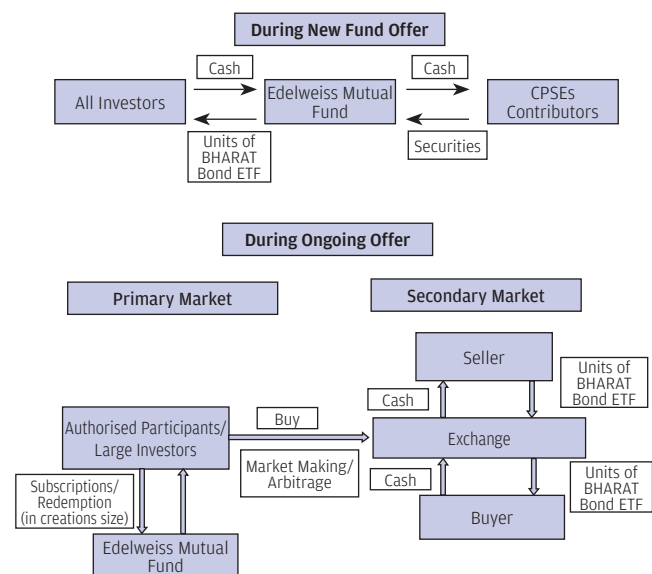 During New Fund Offer
Cash
Cash
All Investors
Edelweiss Mutual
Fund
CPSEs
Contributors
Units of
BHARAT
Bond ETF
Securities
During Ongoing Offer
Primary Market
Secondary Market
Seller
Cash
Units of
BHARAT
Bond ETF
Authorised Participants/
Large Investors
Buy
Exchange
Market Making/
Arbitrage
Cash
Units of
BHARAT
Bond ETF
Subscriptions/
Redemption
(in creations size)
Buyer
Edelweiss Mutual
Fund